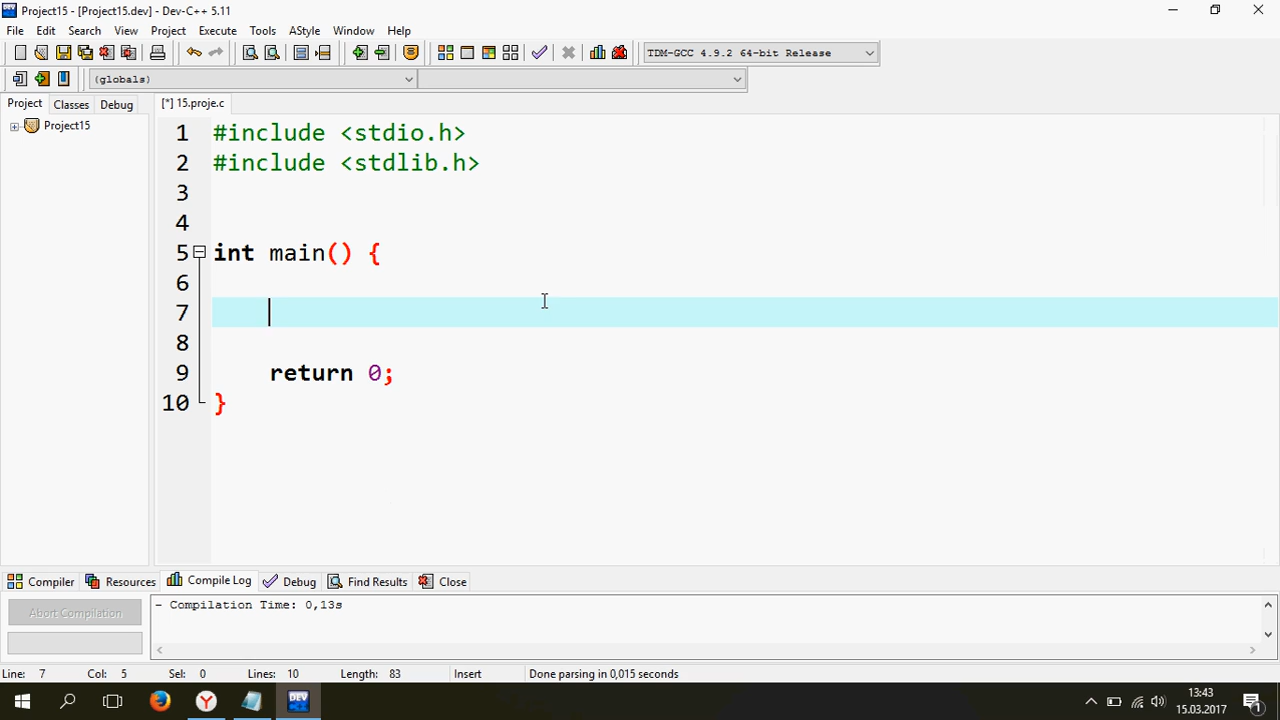 Project15 - [Project15.dev] - Dev-C++ 5.11
File Edit Search View Project Execute Tools AStyle Window Help
TDM-GCC 4.9.2 64-bit Release
(globals)
Project Classes Debug [*] 15.proje.c
Project15
1 #include <stdio.h>
2 #include <stdlib.h>
3
4
5 int main() {
6
7
8
9 return 0;
10 }
Compiler Resources Compile Log Debug Find Results Close
Abort Compilation
- Compilation Time: 0,13s
Line: 7 Col: 5 Sel: 0 Lines: 10 Length: 83 Insert Done parsing in 0,015 seconds
DEV
13:43
15.03.2017
1